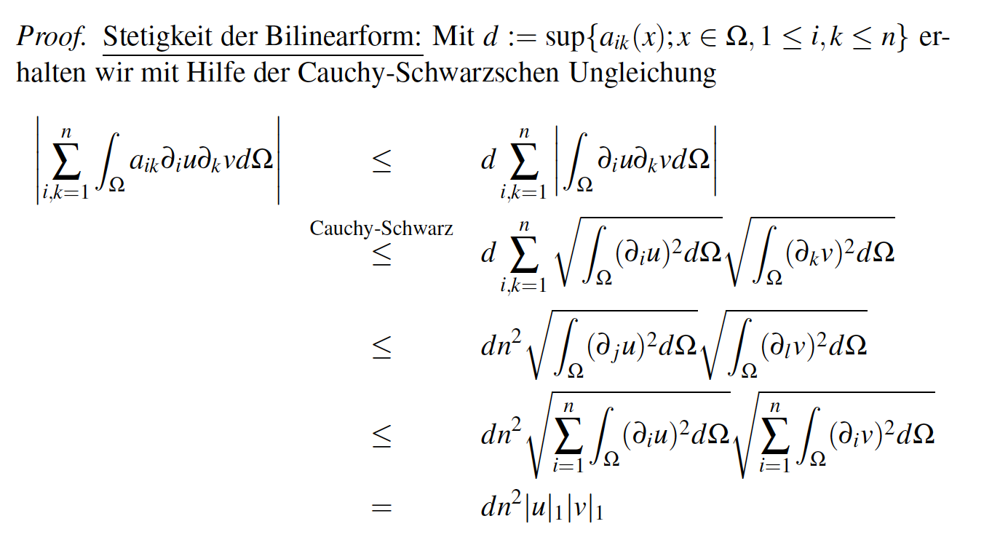 Proof. Stetigkeit der Bilinearform: Mit $d := \sup\{a_{ik}(x); x \in \Omega, 1 \leq i,k \leq n\}$ er-
halten wir mit Hilfe der Cauchy-Schwarzschen Ungleichung
$\left| \sum_{i,k=1}^{n} \int_{\Omega} a_{ik} \partial_i u \partial_k v d\Omega \right| \leq d \sum_{i,k=1}^{n} \left| \int_{\Omega} \partial_i u \partial_k v d\Omega \right|$
$\overset{\text{Cauchy-Schwarz}}{\leq} d \sum_{i,k=1}^{n} \sqrt{\int_{\Omega} (\partial_i u)^2 d\Omega} \sqrt{\int_{\Omega} (\partial_k v)^2 d\Omega}$
$\leq dn^2 \sqrt{\int_{\Omega} (\partial_j u)^2 d\Omega} \sqrt{\int_{\Omega} (\partial_l v)^2 d\Omega}$
$\leq dn^2 \sqrt{\sum_{i=1}^{n} \int_{\Omega} (\partial_i u)^2 d\Omega} \sqrt{\sum_{i=1}^{n} \int_{\Omega} (\partial_i v)^2 d\Omega}$
$= dn^2 |u|_1 |v|_1$